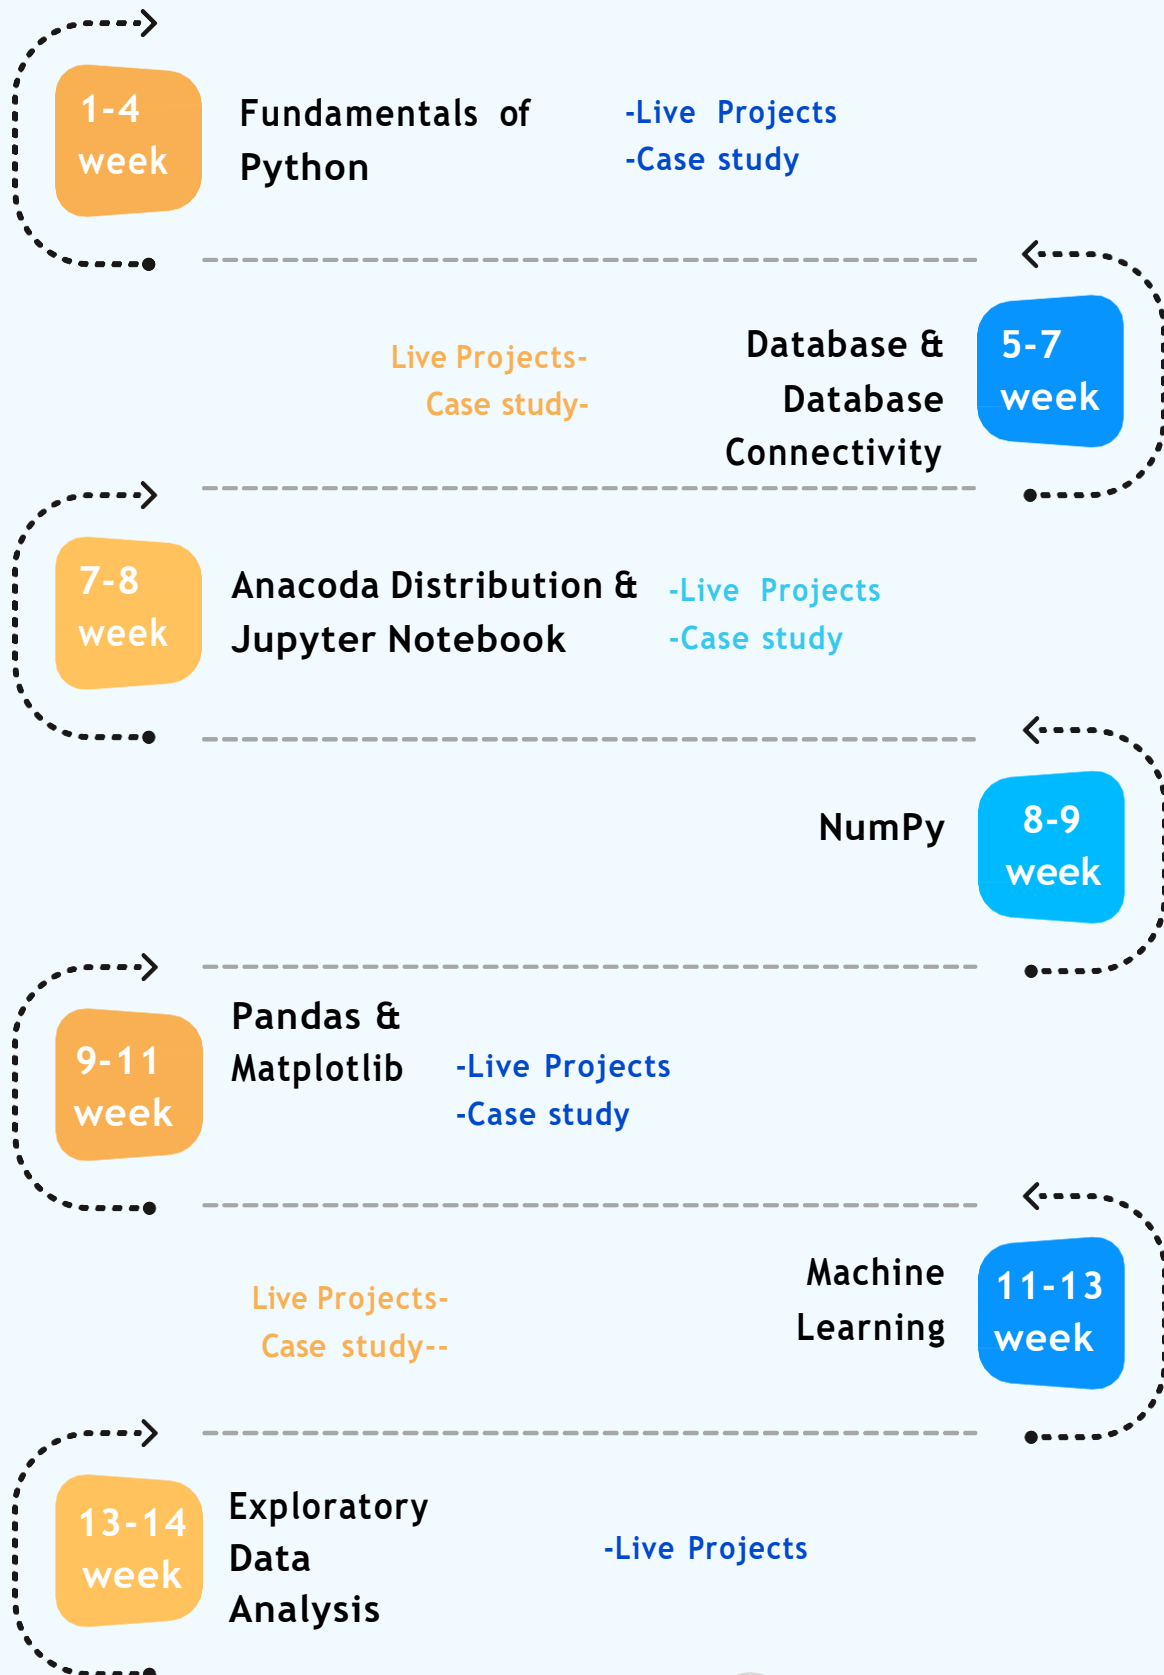 1-4
week
Fundamentals of
Python
-Live Projects
-Case study
Live Projects-
Case study-
Database &
Database
Connectivity
5-7
week
7-8
week
Anacoda Distribution &
Jupyter Notebook
-Live Projects
-Case study
NumPy
8-9
week
9-11
week
Pandas &
Matplotlib
-Live Projects
-Case study
Live Projects-
Case study--
Machine
Learning
11-13
week
13-14
week
Exploratory
Data
Analysis
-Live Projects